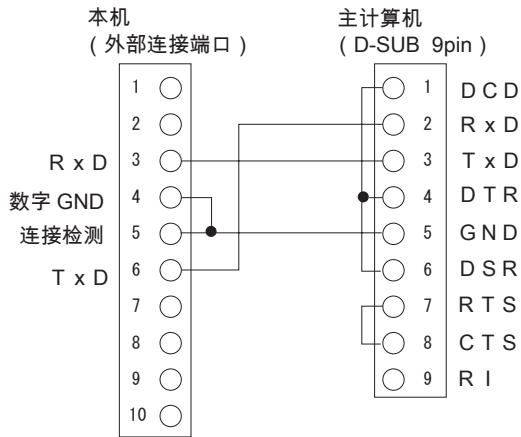 本机
（外部连接端口）
1
2
RxD 3
数字 GND 4
连接检测 5
TxD 6
7
8
9
10
主计算机
（D-SUB 9pin）
1 DCD
2 RxD
3 TxD
4 DTR
5 GND
6 DSR
7 RTS
8 CTS
9 RI